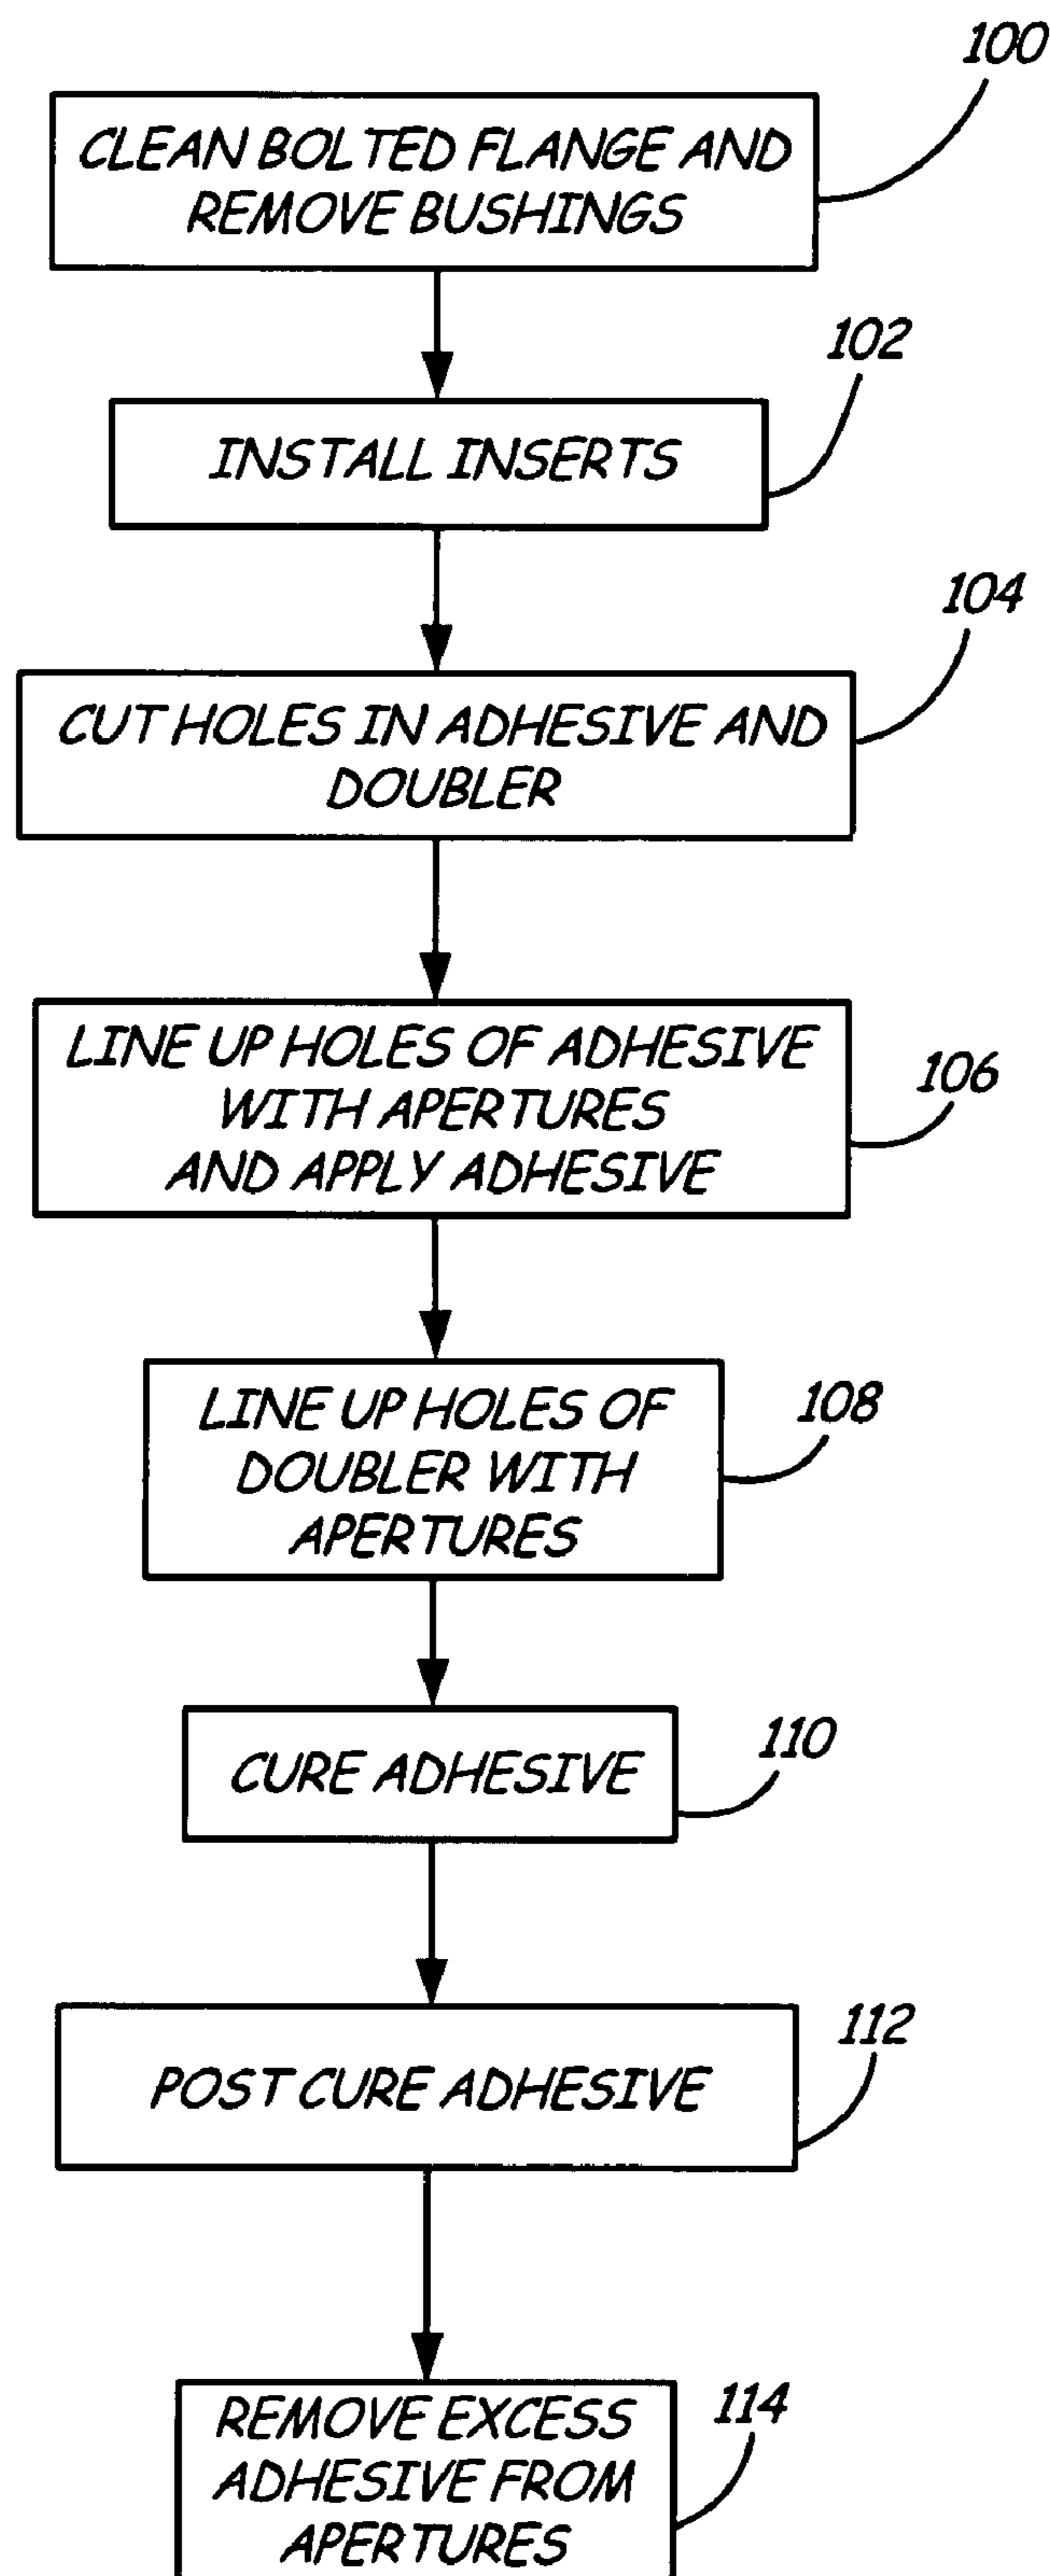 100
CLEAN BOLTED FLANGE AND
REMOVE BUSHINGS
102
INSTALL INSERTS
104
CUT HOLES IN ADHESIVE AND
DOUBLER
106
LINE UP HOLES OF ADHESIVE
WITH APERTURES
AND APPLY ADHESIVE
108
LINE UP HOLES OF
DOUBLER WITH
APERTURES
110
CURE ADHESIVE
112
POST CURE ADHESIVE
114
REMOVE EXCESS
ADHESIVE FROM
APERTURES